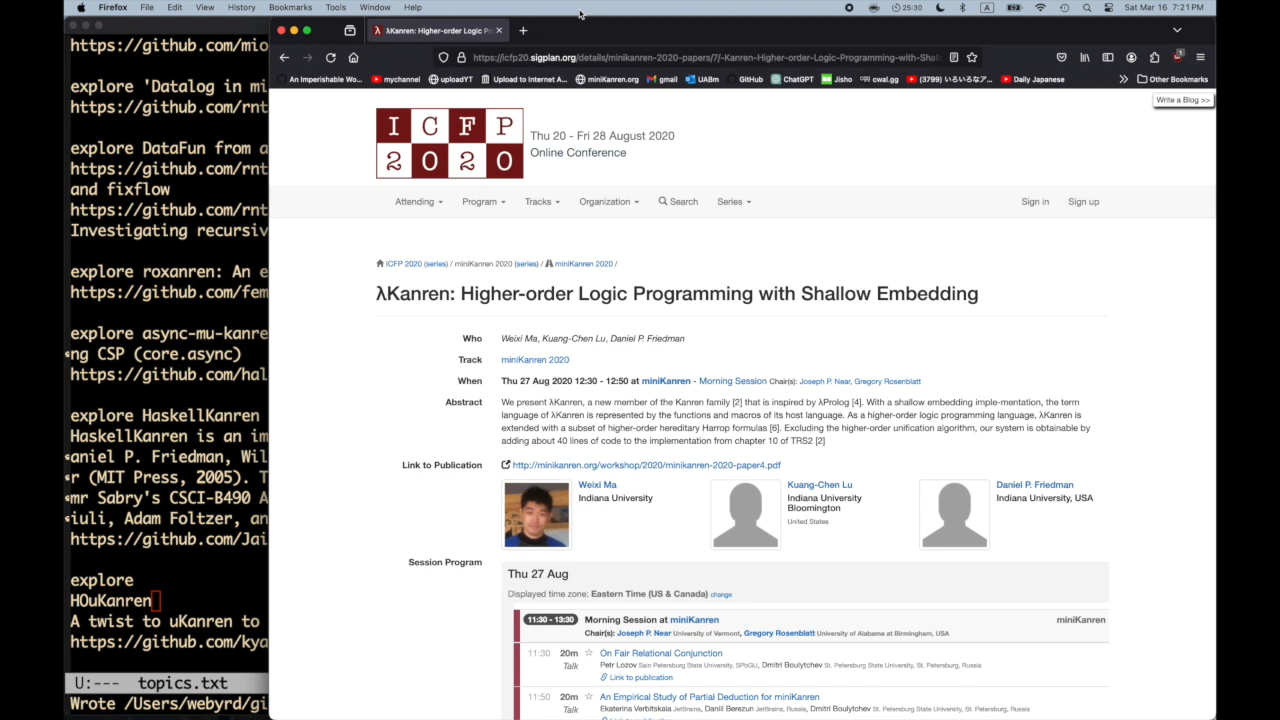 Firefox File Edit View History Bookmarks Tools Window Help
25:30 A Sat Mar 16 7:21 PM
λKanren: Higher-order Logic Pr
https://icfp20.sigplan.org/details/minikanren-2020-papers/7/-Kanren-Higher-order-Logic-Programming-with-Shal
An Imperishable Wo... mychannel uploadYT Upload to Internet A... miniKanren.org gmail UABm GitHub ChatGPT Jisho cwal.gg (3799) いろいろなア... Daily Japanese Other Bookmarks
Write a Blog >>
ICFP
2020
Thu 20 - Fri 28 August 2020
Online Conference
Attending Program Tracks Organization Search Series Sign in Sign up
ICFP 2020 (series) / miniKanren 2020 (series) / miniKanren 2020 /
λKanren: Higher-order Logic Programming with Shallow Embedding
Who Weixi Ma, Kuang-Chen Lu, Daniel P. Friedman
Track miniKanren 2020
When Thu 27 Aug 2020 12:30 - 12:50 at miniKanren - Morning Session Chair(s): Joseph P. Near, Gregory Rosenblatt
Abstract We present λKanren, a new member of the Kanren family [2] that is inspired by λProlog [4]. With a shallow embedding imple-mentation, the term
language of λKanren is represented by the functions and macros of its host language. As a higher-order logic programming language, λKanren is
extended with a subset of higher-order hereditary Harrop formulas [6]. Excluding the higher-order unification algorithm, our system is obtainable by
adding about 40 lines of code to the implementation from chapter 10 of TRS2 [2]
Link to Publication http://minikanren.org/workshop/2020/minikanren-2020-paper4.pdf
Weixi Ma
Indiana University
Kuang-Chen Lu
Indiana University
Bloomington
United States
Daniel P. Friedman
Indiana University, USA
Session Program
Thu 27 Aug
Displayed time zone: Eastern Time (US & Canada) change
11:30 - 13:30 Morning Session at miniKanren miniKanren
Chair(s): Joseph P. Near University of Vermont, Gregory Rosenblatt University of Alabama at Birmingham, USA
11:30 20m Talk On Fair Relational Conjunction
Petr Lozov Sain Petersburg State University, SPbGU, Dmitri Boulytchev St. Petersburg State University, St. Petersburg, Russia
Link to publication
11:50 20m Talk An Empirical Study of Partial Deduction for miniKanren
Ekaterina Verbitskaia JetBrains, Daniil Berezun JetBrains, Russia, Dmitri Boulytchev St. Petersburg State University, St. Petersburg, Russia
https://github.com/mio
explore 'Datalog in mi
https://github.com/rnt
explore DataFun from a
https://github.com/rnt
and fixflow
https://github.com/rnt
Investigating recursiv
explore roxanren: An e
https://github.com/fem
explore async-mu-kanre
ng CSP (core.async)
https://github.com/hal
explore HaskellKanren
HaskellKanren is an im
aniel P. Friedman, Wil
r (MIT Press, 2005). T
mr Sabry's CSCI-B490 A
siuli, Adam Foltzer, an
https://github.com/Jai
explore
HOuKanren
A twist to uKanren to
https://github.com/kya
U:--- topics.txt
Wrote /Users/webyrd/gi